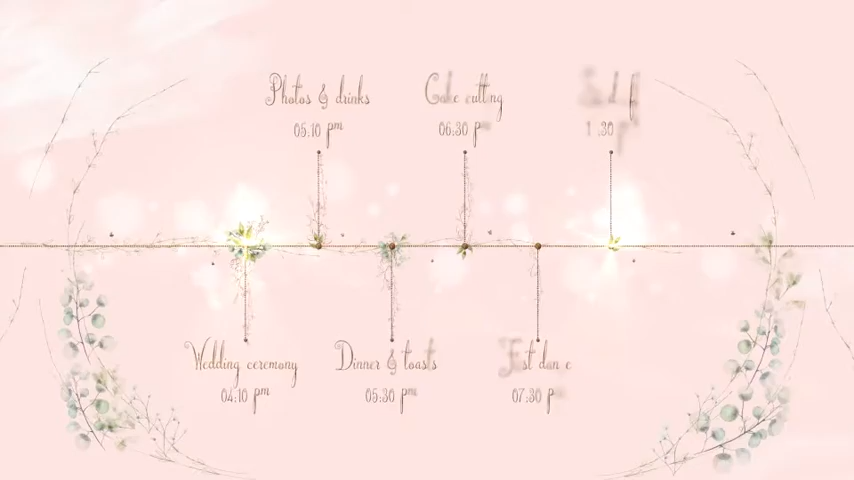 Photos & drinks
05:10 pm
Cake cutting
06:30 pm
Wedding ceremony
04:10 pm
Dinner & toasts
05:30 pm
dance
07:30